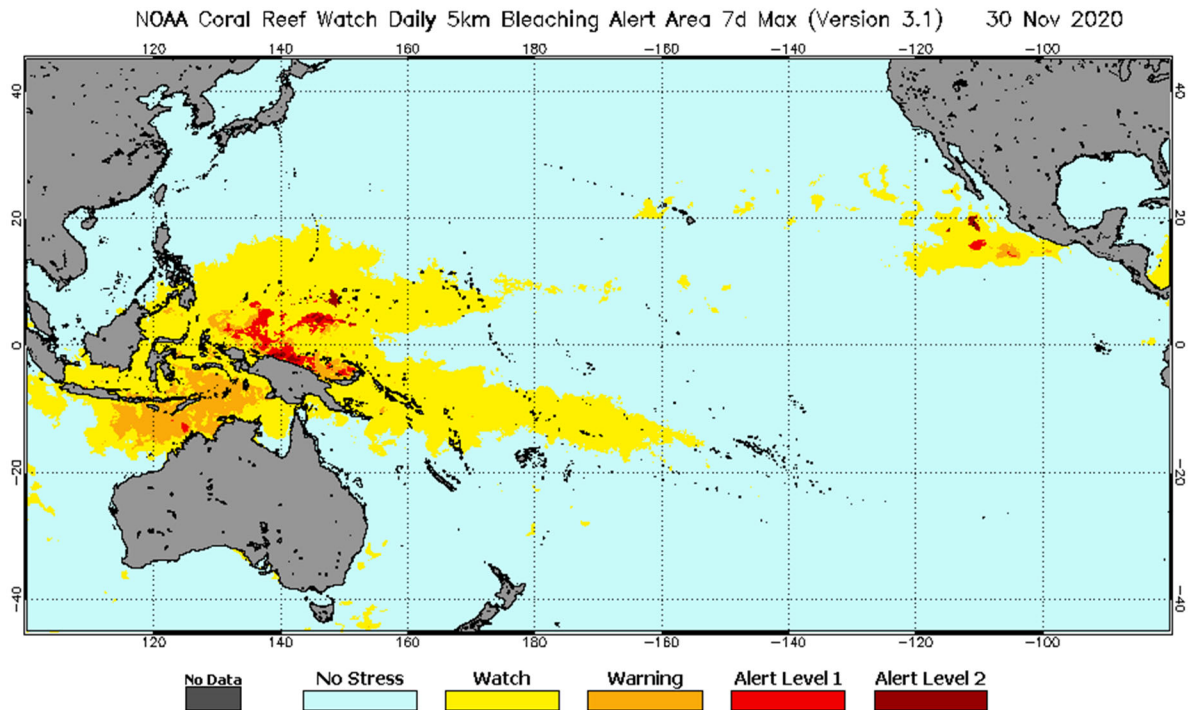 NOAA Coral Reef Watch Daily 5km Bleaching Alert Area 7d Max (Version 3.1) 30 Nov 2020
120 140 160 180 -160 -140 -120 -100
40 40
20 20
0 0
-20 -20
-40 -40
120 140 160 180 -160 -140 -120 -100
No Data No Stress Watch Warning Alert Level 1 Alert Level 2